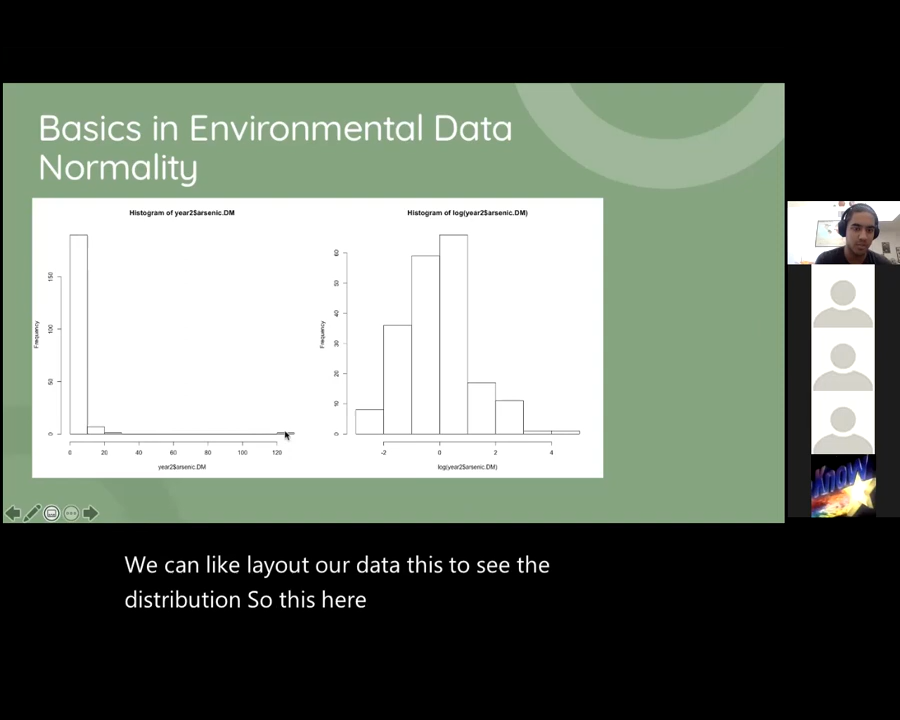 Basics in Environmental Data
Normality
Histogram of year2$arsenic.DM
Frequency
0
50
100
150
0 20 40 60 80 100 120
year2$arsenic.DM
Histogram of log(year2$arsenic.DM)
Frequency
0
10
20
30
40
50
60
-2 0 2 4
log(year2$arsenic.DM)
Know
We can like layout our data this to see the
distribution So this here